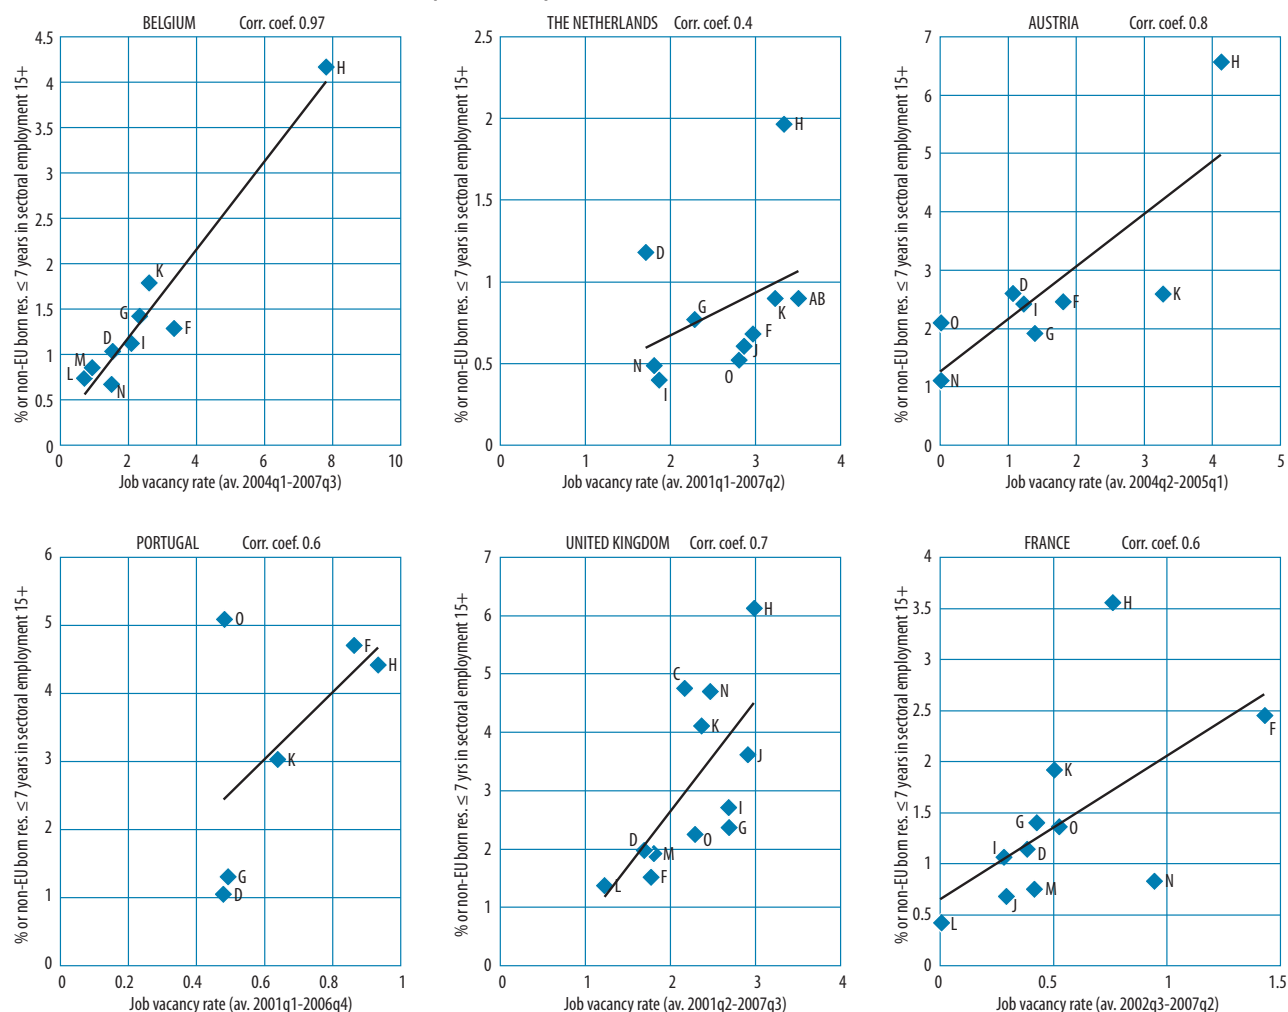 BELGIUM Corr. coef. 0.97
% or non-EU born res. ≤ 7 years in sectoral employment 15+
4.5
4
3.5
3
2.5
2
1.5
1
0.5
0
H
K
G
F
D
I
M
L
N
0 2 4 6 8 10
Job vacancy rate (av. 2004q1-2007q3)
THE NETHERLANDS Corr. coef. 0.4
% or non-EU born res. ≤ 7 years in sectoral employment 15+
2.5
2
1.5
1
0.5
0
H
D
K
AB
G
F
J
O
N
I
0 1 2 3 4
Job vacancy rate (av. 2001q1-2007q2)
AUSTRIA Corr. coef. 0.8
% or non-EU born res. ≤ 7 years in sectoral employment 15+
7
6
5
4
3
2
1
0
H
D
K
I
F
O
G
N
0 1 2 3 4 5
Job vacancy rate (av. 2004q2-2005q1)
PORTUGAL Corr. coef. 0.6
% or non-EU born res. ≤ 7 years in sectoral employment 15+
6
5
4
3
2
1
0
O
F
H
K
G
D
0 0.2 0.4 0.6 0.8 1
Job vacancy rate (av. 2001q1-2006q4)
UNITED KINGDOM Corr. coef. 0.7
% or non-EU born res. ≤ 7 yrs in sectoral employment 15+
7
6
5
4
3
2
1
0
H
C
N
K
J
I
G
O
D
M
F
L
0 1 2 3 4
Job vacancy rate (av. 2001q2-2007q3)
FRANCE Corr. coef. 0.6
% or non-EU born res. ≤ 7 years in sectoral employment 15+
4
3.5
3
2.5
2
1.5
1
0.5
0
H
F
K
G
O
I
D
N
M
J
L
0 0.5 1 1.5
Job vacancy rate (av. 2002q3-2007q2)